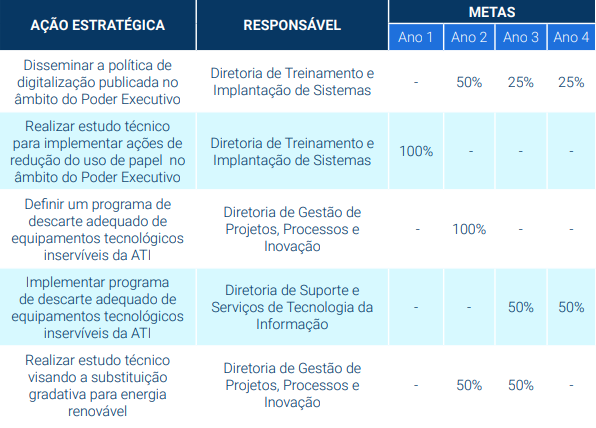 AÇÃO ESTRATÉGICA RESPONSÁVEL METAS
Ano 1 Ano 2 Ano 3 Ano 4
Disseminar a política de
digitalização publicada no
âmbito do Poder Executivo
Diretoria de Treinamento e
Implantação de Sistemas
- 50% 25% 25%
Realizar estudo técnico
para implementar ações de
redução do uso de papel no
âmbito do Poder Executivo
Diretoria de Treinamento e
Implantação de Sistemas
100% - - -
Definir um programa de
descarte adequado de
equipamentos tecnológicos
inservíveis da ATI
Diretoria de Gestão de
Projetos, Processos e
Inovação
- 100% - -
Implementar programa
de descarte adequado de
equipamentos tecnológicos
inservíveis da ATI
Diretoria de Suporte e
Serviços de Tecnologia da
Informação
- - 50% 50%
Realizar estudo técnico
visando a substituição
gradativa para energia
renovável
Diretoria de Gestão de
Projetos, Processos e
Inovação
- 50% 50% -